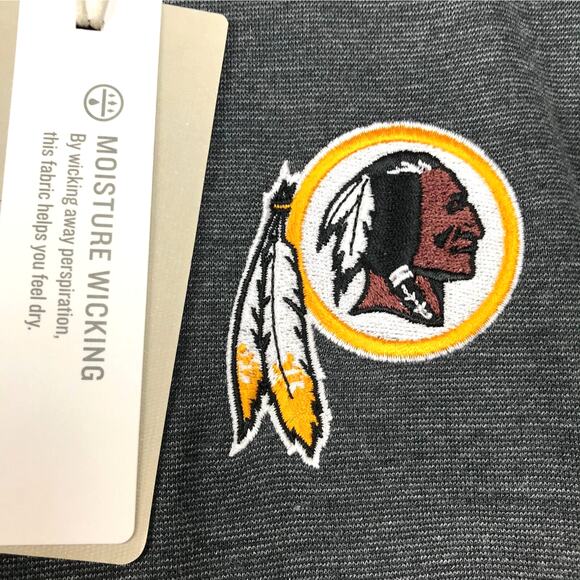 MOISTURE WICKING
By wicking away perspiration,
this fabric helps you feel dry.